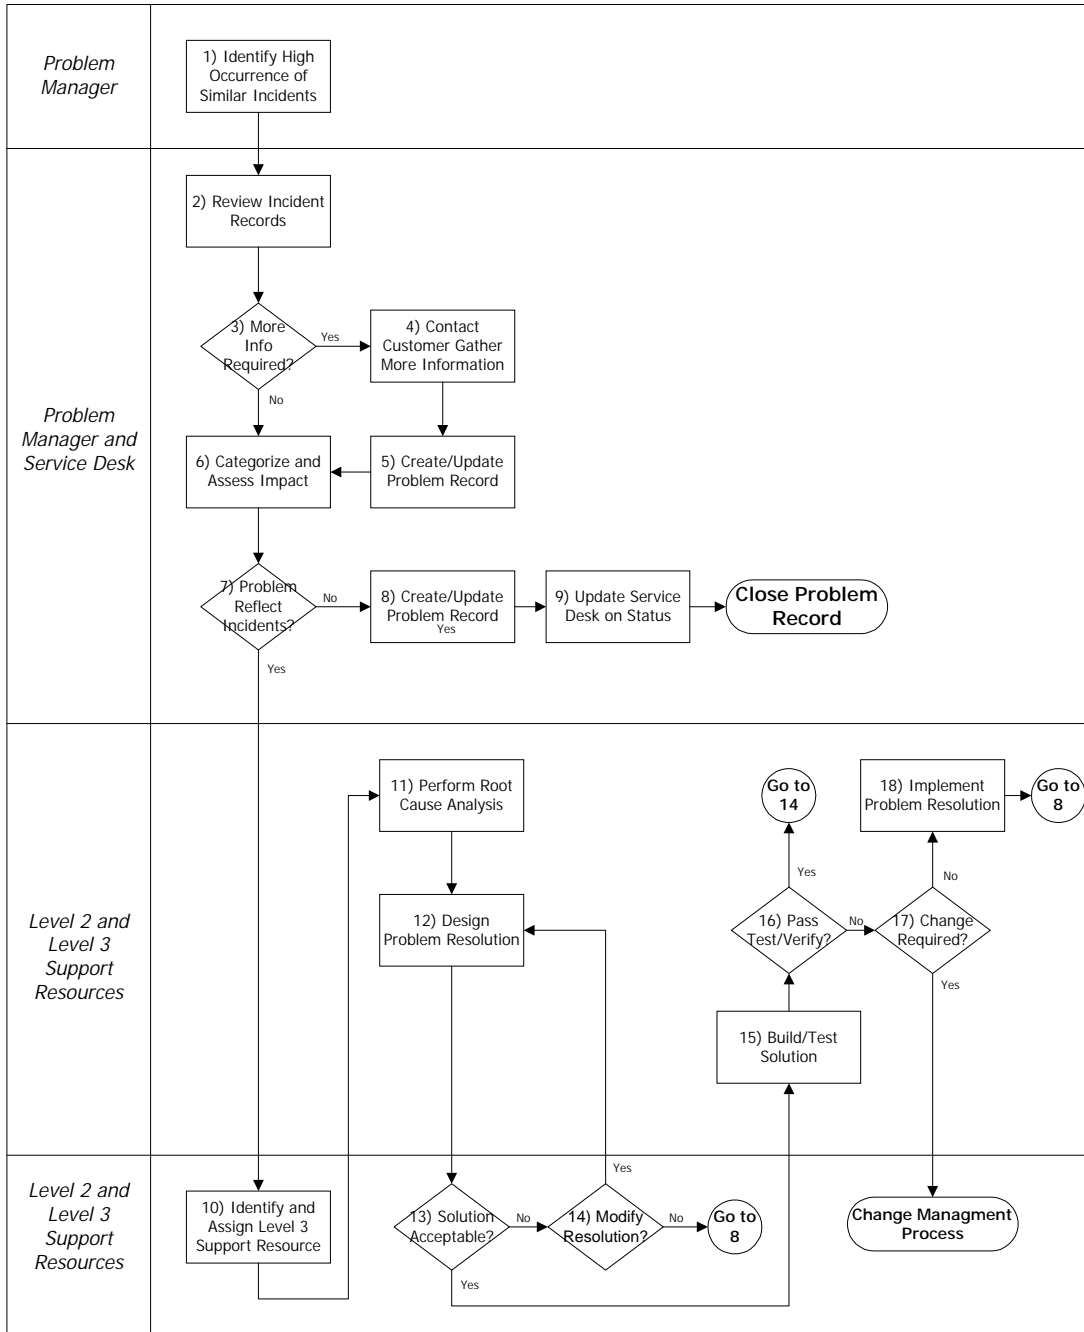 Problem
Manager
1) Identify High
Occurrence of
Similar Incidents
Problem
Manager and
Service Desk
2) Review Incident
Records
3) More
Info
Required?
Yes
No
4) Contact
Customer Gather
More Information
6) Categorize and
Assess Impact
5) Create/Update
Problem Record
7) Problem
Reflect
Incidents?
No
Yes
8) Create/Update
Problem Record
Yes
9) Update Service
Desk on Status
Close Problem
Record
Level 2 and
Level 3
Support
Resources
11) Perform Root
Cause Analysis
Go to
14
18) Implement
Problem Resolution
Go to
8
Yes
No
12) Design
Problem Resolution
16) Pass
Test/Verify?
No
17) Change
Required?
Yes
15) Build/Test
Solution
Level 2 and
Level 3
Support
Resources
10) Identify and
Assign Level 3
Support Resource
13) Solution
Acceptable?
No
Yes
Yes
14) Modify
Resolution?
No
Go to
8
Change Managment
Process